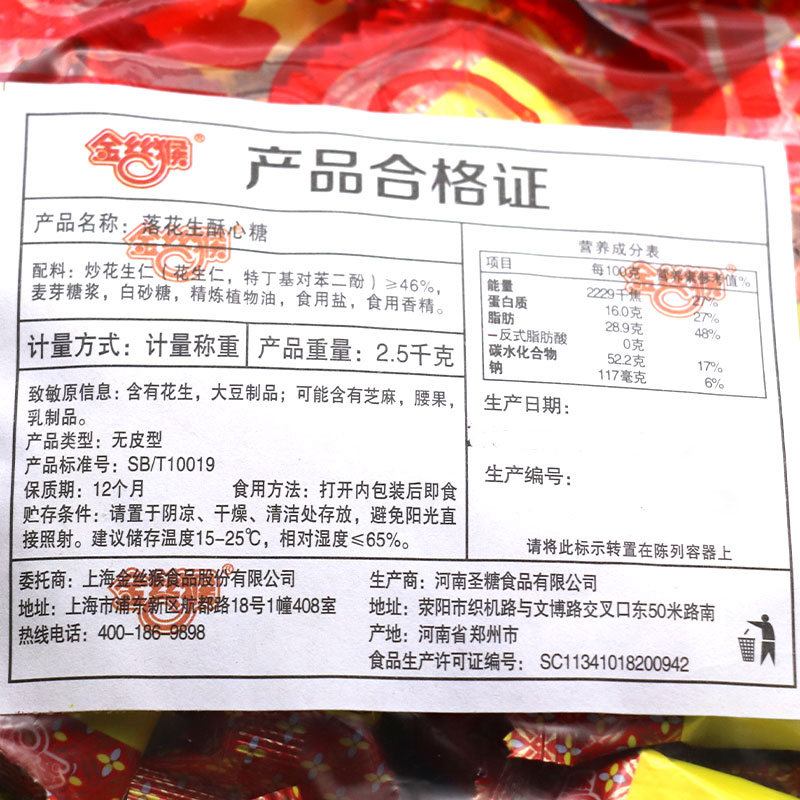 金丝猴®
产品合格证
产品名称：落花生酥心糖
配料：炒花生仁（花生仁，特丁基对苯二酚）≥46%，
麦芽糖浆，白砂糖，精炼植物油，食用盐，食用香精。
计量方式：计量称重
产品重量：2.5千克
致敏原信息：含有花生，大豆制品；可能含有芝麻，腰果，
乳制品。
产品类型：无皮型
产品标准号：SB/T10019
保质期：12个月 食用方法：打开内包装后即食
贮存条件：请置于阴凉、干燥、清洁处存放，避免阳光直
接照射。建议储存温度15-25℃，相对湿度≤65%。
营养成分表
项目 每100克 营养素参考值%
能量 2229千焦 27%
蛋白质 16.0克 27%
脂肪 28.9克 48%
–反式脂肪酸 0克
碳水化合物 52.2克 17%
钠 117毫克 6%
生产日期：
生产编号：
请将此标示转置在陈列容器上
委托商：上海金丝猴食品股份有限公司
地址：上海市浦东新区航都路18号1幢408室
热线电话：400-186-9898
生产商：河南圣糖食品有限公司
地址：荥阳市织机路与文博路交叉口东50米路南
产地：河南省郑州市
食品生产许可证编号：SC11341018200942